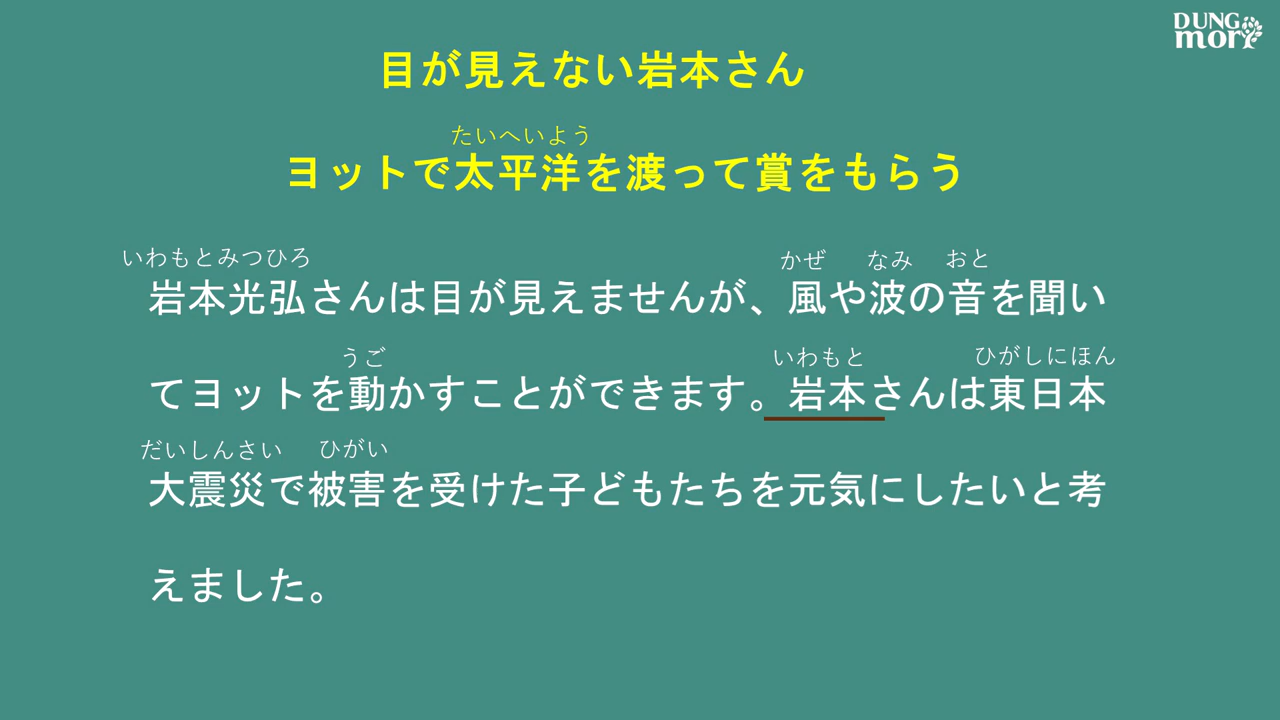 DUNG
mori
目が見えない岩本さん
たいへいよう
ヨットで太平洋を渡って賞をもらう
いわもとみつひろ かぜ なみ おと
岩本光弘さんは目が見えませんが、風や波の音を聞い
うご いわもと ひがしにほん
てヨットを動かすことができます。岩本さんは東日本
だいしんさい ひがい
大震災で被害を受けた子どもたちを元気にしたいと考
えました。